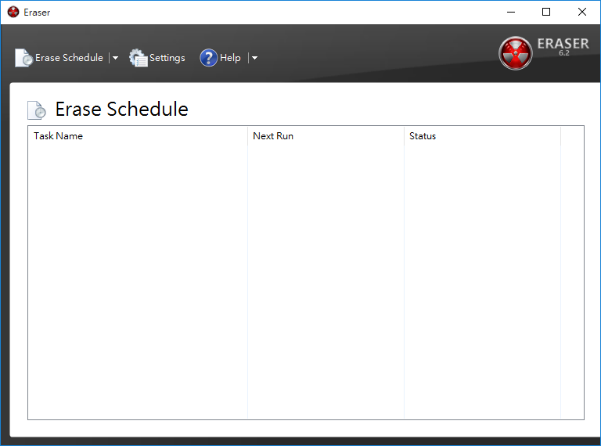 Eraser
Erase Schedule Settings Help
ERASER
6.2
Erase Schedule
Task Name Next Run Status